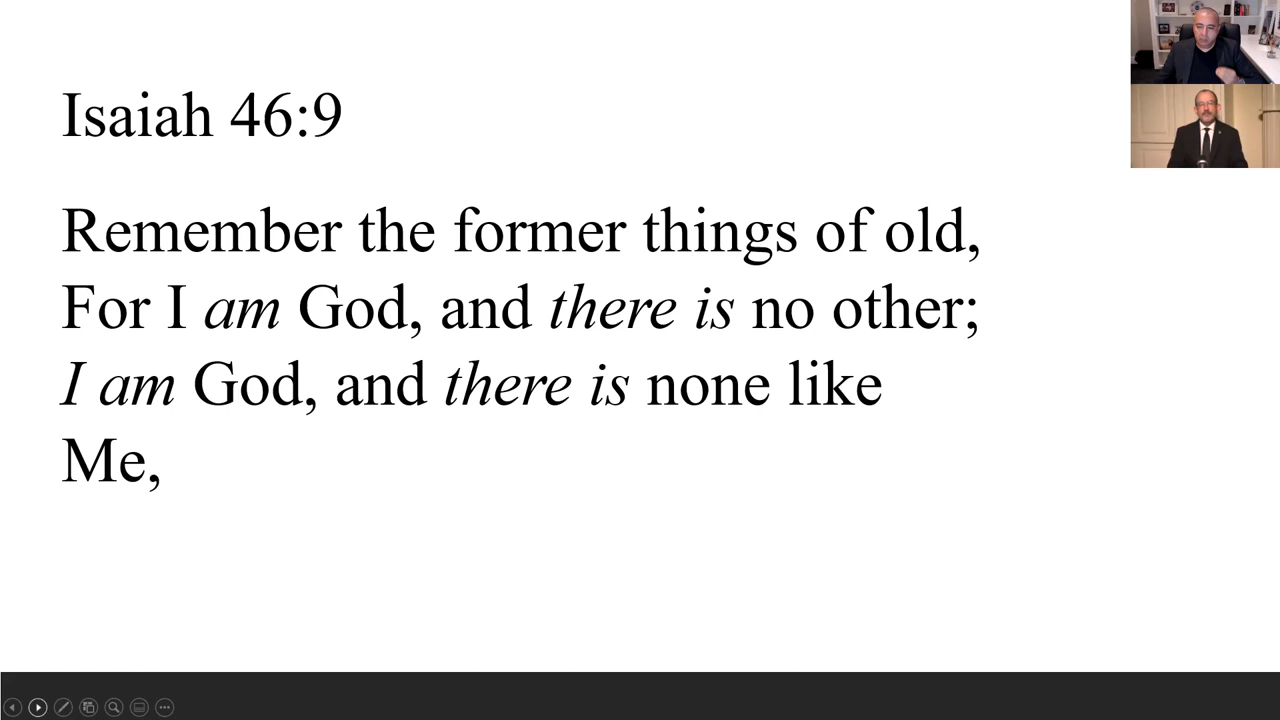 Isaiah 46:9
Remember the former things of old,
For I am God, and there is no other;
I am God, and there is none like
Me,